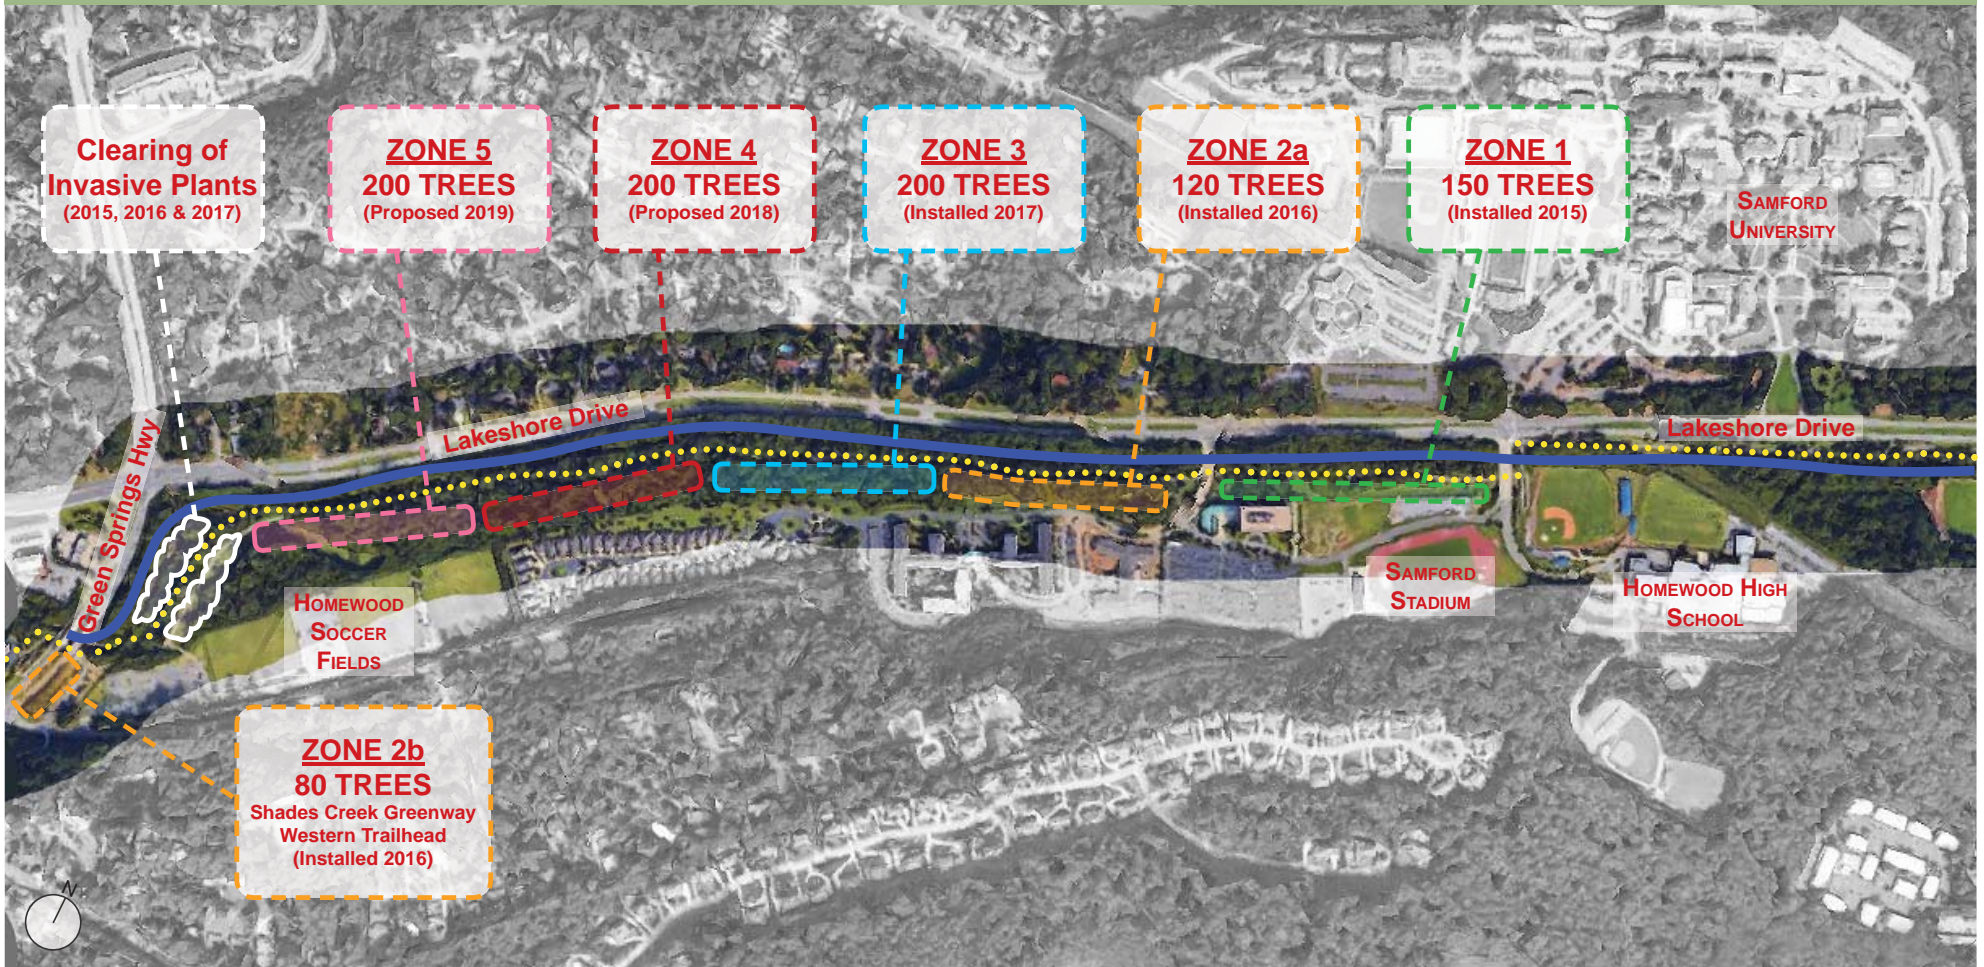 Clearing of
Invasive Plants
(2015, 2016 & 2017)
ZONE 5
200 TREES
(Proposed 2019)
ZONE 4
200 TREES
(Proposed 2018)
ZONE 3
200 TREES
(Installed 2017)
ZONE 2a
120 TREES
(Installed 2016)
ZONE 1
150 TREES
(Installed 2015)
SAMFORD
UNIVERSITY
Lakeshore Drive
Lakeshore Drive
Green Springs Hwy
HOMEWOOD
SOCCER
FIELDS
SAMFORD
STADIUM
HOMEWOOD HIGH
SCHOOL
ZONE 2b
80 TREES
Shades Creek Greenway
Western Trailhead
(Installed 2016)
N